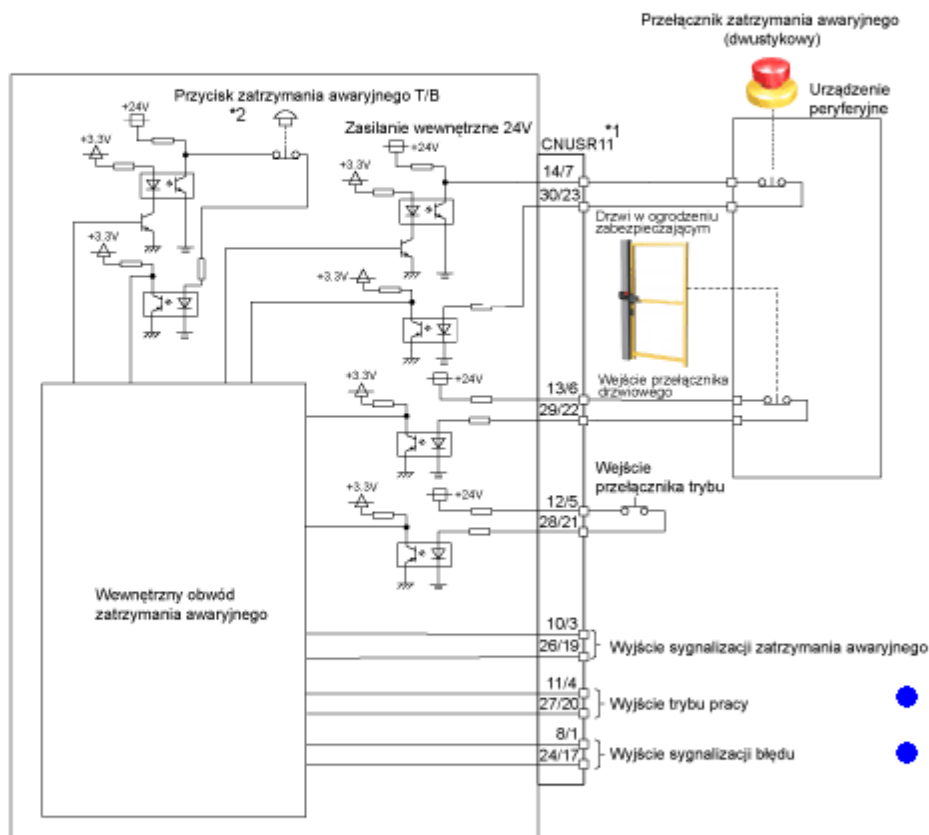 Przełącznik zatrzymania awaryjnego
(dwustykowy)
Urządzenie
peryferyjne
Przycisk zatrzymania awaryjnego T/B
*2
+24V
+3.3V
+3.3V
Zasilanie wewnętrzne 24V
+24V
+3.3V
+3.3V
*1
CNUSR11
14/7
30/23
Drzwi w ogrodzeniu
zabezpieczającym
Wejście przełącznika
drzwiowego
+3.3V
+24V
13/6
29/22
Wejście
przełącznika trybu
+3.3V
+24V
12/5
28/21
Wewnętrzny obwód
zatrzymania awaryjnego
10/3
26/19
Wyjście sygnalizacji zatrzymania awaryjnego
11/4
27/20
Wyjście trybu pracy
8/1
24/17
Wyjście sygnalizacji błędu